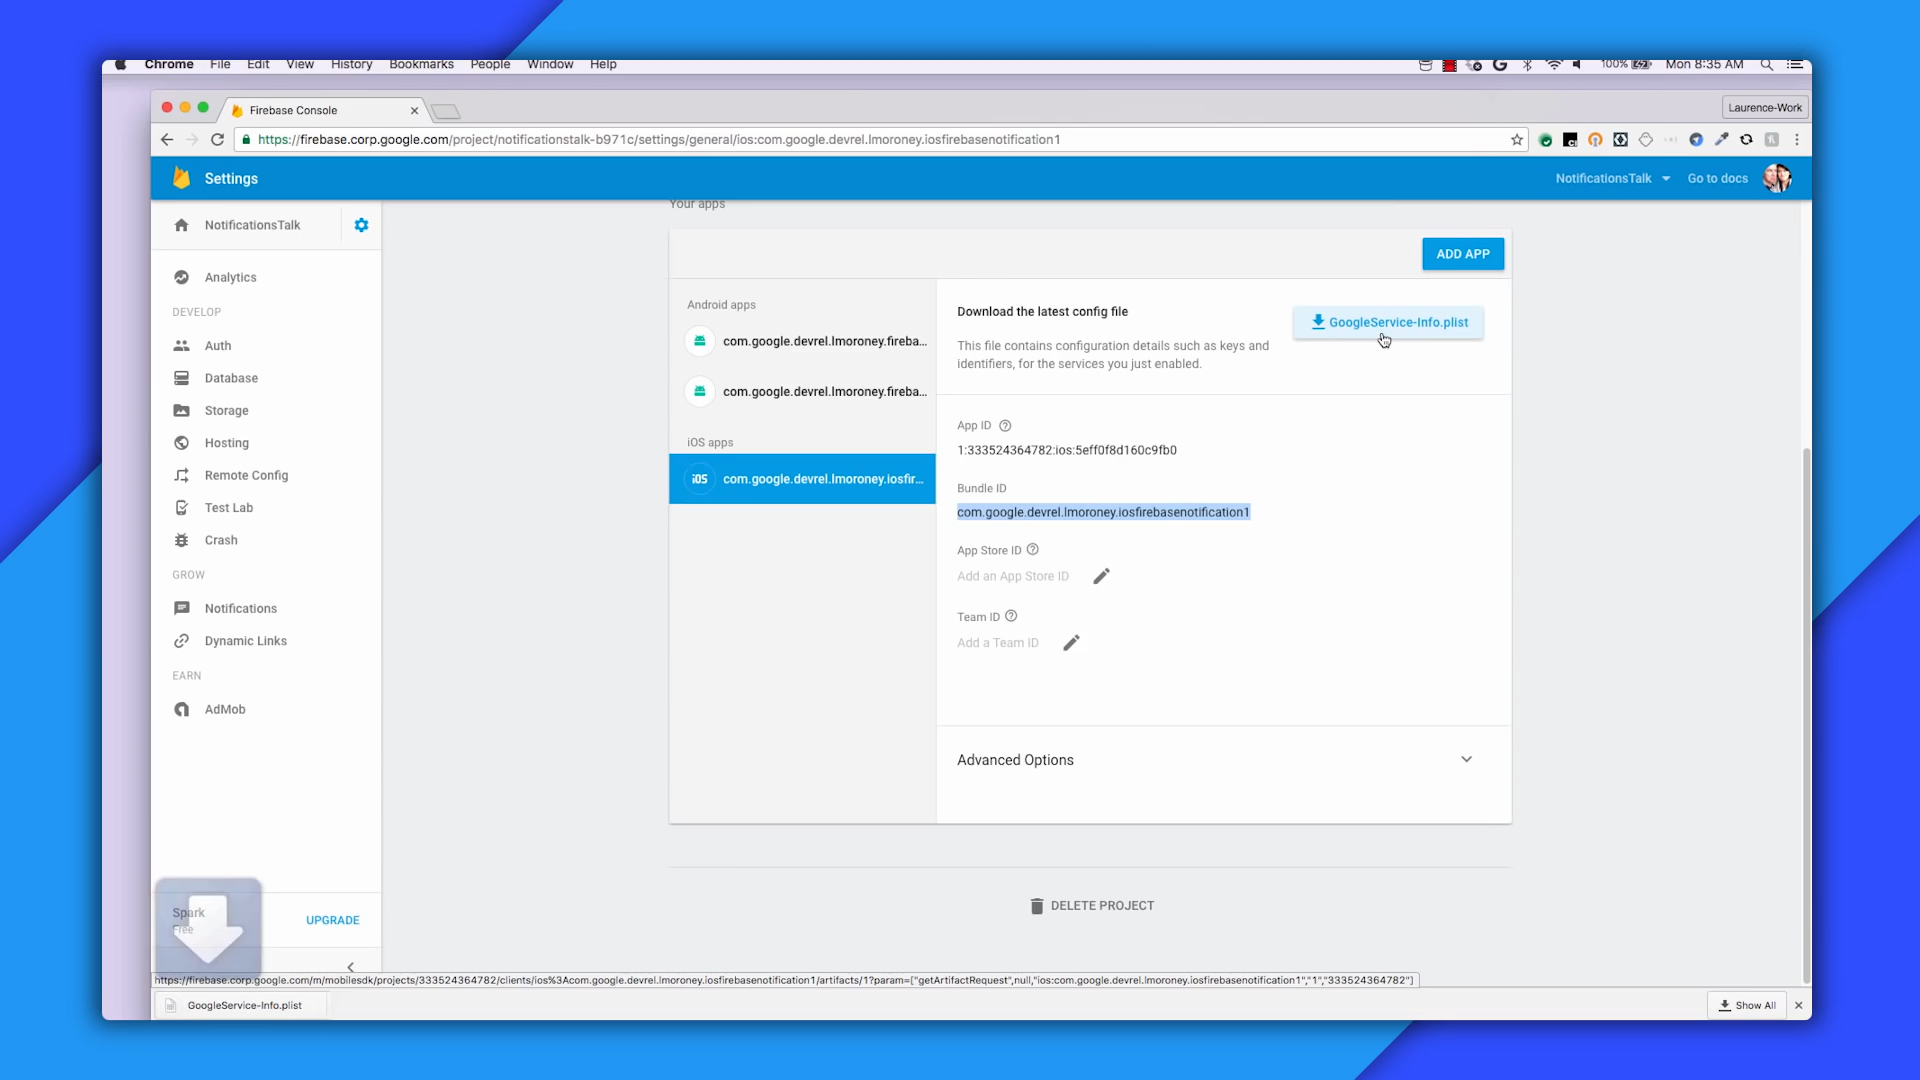 Chrome File Edit View History Bookmarks People Window Help 100% Mon 8:35 AM
Firebase Console Laurence-Work
https://firebase.corp.google.com/project/notificationstalk-b971c/settings/general/ios:com.google.devrel.lmoroney.iosfirebasenotification1
Settings NotificationsTalk Go to docs
NotificationsTalk
Analytics
DEVELOP
Auth
Database
Storage
Hosting
Remote Config
Test Lab
Crash
GROW
Notifications
Dynamic Links
EARN
AdMob
Spark
Free
UPGRADE
Your apps
ADD APP
Android apps
com.google.devrel.lmoroney.fireba...
com.google.devrel.lmoroney.fireba...
iOS apps
iOS com.google.devrel.lmoroney.iosfir...
Download the latest config file
GoogleService-Info.plist
This file contains configuration details such as keys and
identifiers, for the services you just enabled.
App ID
1:333524364782:ios:5eff0f8d160c9fb0
Bundle ID
com.google.devrel.lmoroney.iosfirebasenotification1
App Store ID
Add an App Store ID
Team ID
Add a Team ID
Advanced Options
DELETE PROJECT
https://firebase.corp.google.com/m/mobilesdk/projects/333524364782/clients/ios%3Acom.google.devrel.lmoroney.iosfirebasenotification1/artifacts/1?param=["getArtifactRequest",null,"ios:com.google.devrel.lmoroney.iosfirebasenotification1","1","333524364782"]
GoogleService-Info.plist Show All